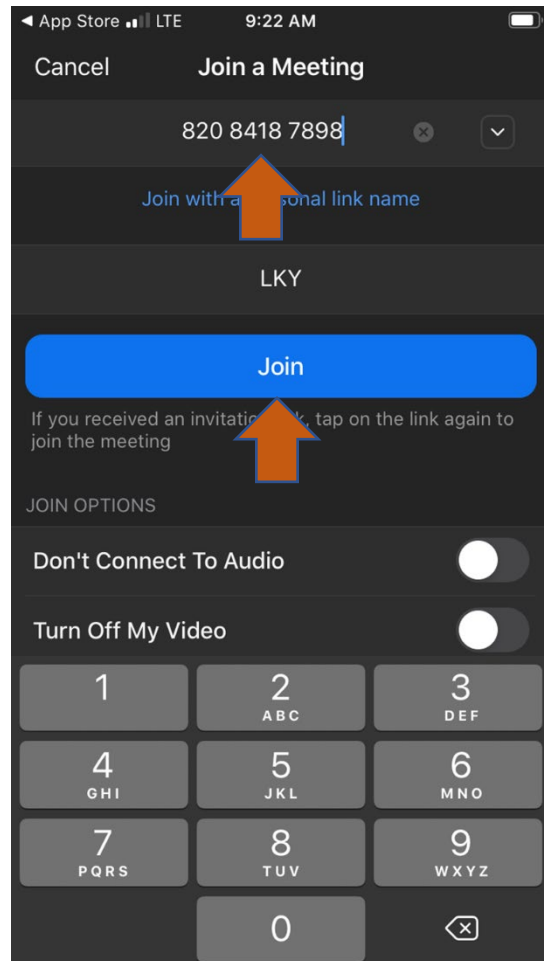 App Store LTE 9:22 AM
Cancel Join a Meeting
820 8418 7898
Join with a personal link name
LKY
Join
If you received an invitation link, tap on the link again to
join the meeting
JOIN OPTIONS
Don't Connect To Audio
Turn Off My Video
1 2 3
ABC DEF
4 5 6
GHI JKL MNO
7 8 9
PQRS TUV WXYZ
0